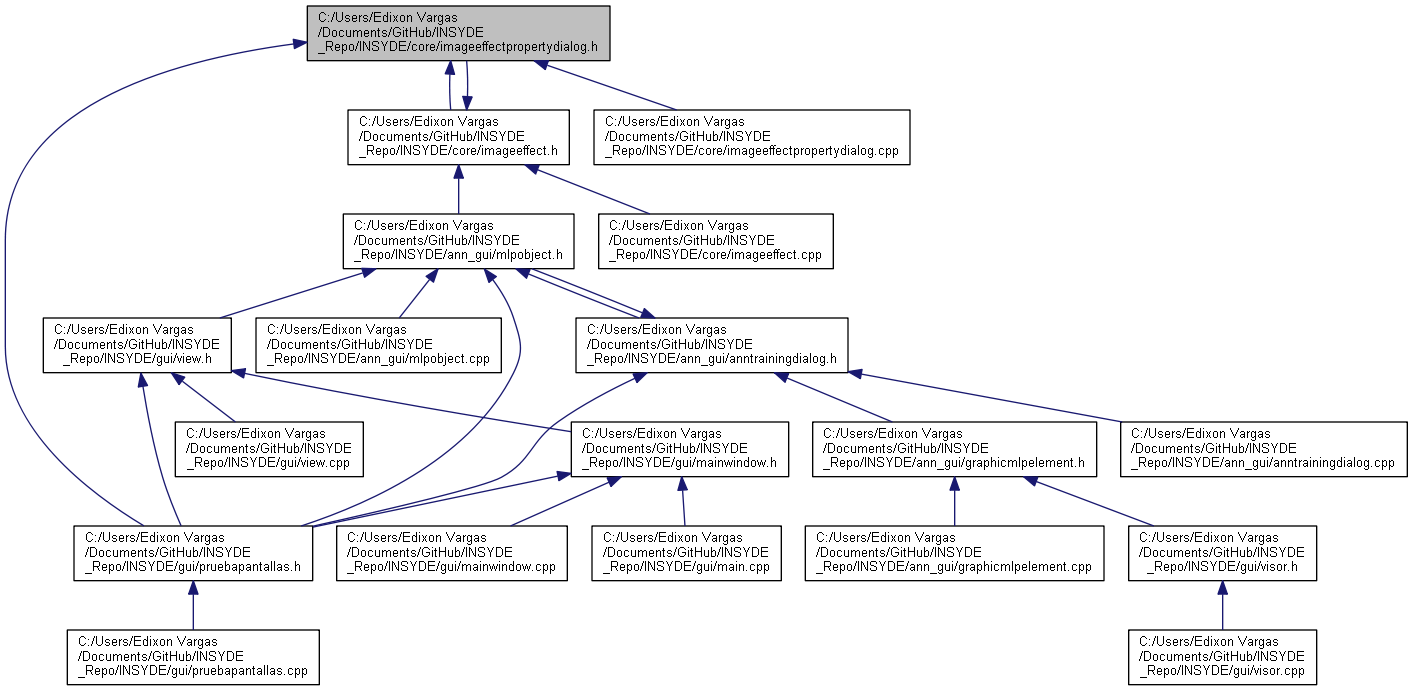 C:/Users/Edixon Vargas
/Documents/GitHub/INSYDE
_Repo/INSYDE/core/imageeffectpropertydialog.h
C:/Users/Edixon Vargas
/Documents/GitHub/INSYDE
_Repo/INSYDE/core/imageeffect.h
C:/Users/Edixon Vargas
/Documents/GitHub/INSYDE
_Repo/INSYDE/core/imageeffectpropertydialog.cpp
C:/Users/Edixon Vargas
/Documents/GitHub/INSYDE
_Repo/INSYDE/ann_gui/mlpobject.h
C:/Users/Edixon Vargas
/Documents/GitHub/INSYDE
_Repo/INSYDE/core/imageeffect.cpp
C:/Users/Edixon Vargas
/Documents/GitHub/INSYDE
_Repo/INSYDE/gui/view.h
C:/Users/Edixon Vargas
/Documents/GitHub/INSYDE
_Repo/INSYDE/ann_gui/mlpobject.cpp
C:/Users/Edixon Vargas
/Documents/GitHub/INSYDE
_Repo/INSYDE/ann_gui/anntrainingdialog.h
C:/Users/Edixon Vargas
/Documents/GitHub/INSYDE
_Repo/INSYDE/gui/view.cpp
C:/Users/Edixon Vargas
/Documents/GitHub/INSYDE
_Repo/INSYDE/gui/mainwindow.h
C:/Users/Edixon Vargas
/Documents/GitHub/INSYDE
_Repo/INSYDE/ann_gui/graphicmlpelement.h
C:/Users/Edixon Vargas
/Documents/GitHub/INSYDE
_Repo/INSYDE/ann_gui/anntrainingdialog.cpp
C:/Users/Edixon Vargas
/Documents/GitHub/INSYDE
_Repo/INSYDE/gui/pruebapantallas.h
C:/Users/Edixon Vargas
/Documents/GitHub/INSYDE
_Repo/INSYDE/gui/mainwindow.cpp
C:/Users/Edixon Vargas
/Documents/GitHub/INSYDE
_Repo/INSYDE/gui/main.cpp
C:/Users/Edixon Vargas
/Documents/GitHub/INSYDE
_Repo/INSYDE/ann_gui/graphicmlpelement.cpp
C:/Users/Edixon Vargas
/Documents/GitHub/INSYDE
_Repo/INSYDE/gui/visor.h
C:/Users/Edixon Vargas
/Documents/GitHub/INSYDE
_Repo/INSYDE/gui/pruebapantallas.cpp
C:/Users/Edixon Vargas
/Documents/GitHub/INSYDE
_Repo/INSYDE/gui/visor.cpp